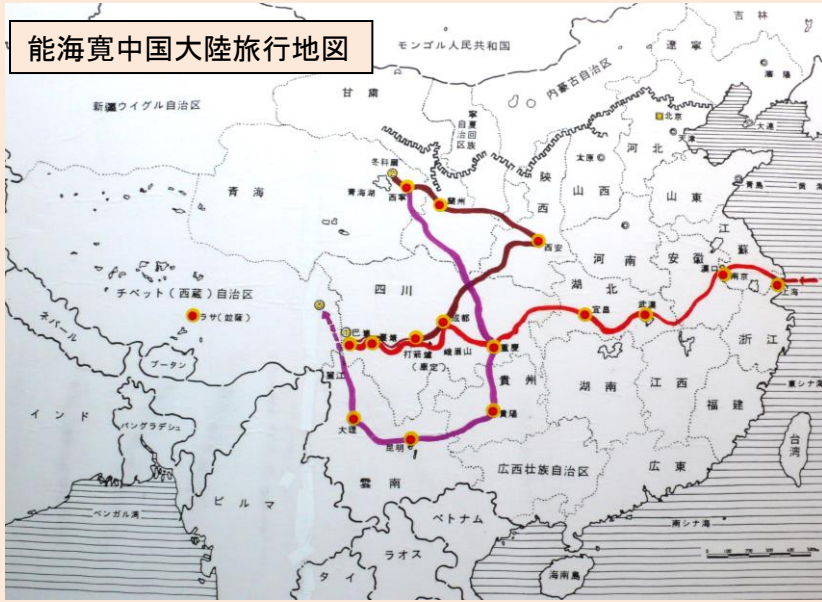 能海寛中国大陸旅行地図
吉林
モンゴル人民共和国
遼寧
瀋陽
内蒙古自治区
新疆ウイグル自治区
甘粛
寧夏回族自治区
北京
大連
天津
河北
冬科爾
太原
陝西
青海
青海湖
西寧
蘭州
山西
山東
青島
黄海
西安
江蘇
河南
安徽
漢口
南京
上海
四川
湖北
チベット(西蔵)自治区
ラサ(拉薩)
宜昌
武漢
成都
巴塘
裏塘
打箭爐
(康定)
峨眉山
重慶
浙江
ネパール
ブータン
麗江
貴州
湖南
江西
東シナ海
インド
バングラデシュ
大理
貴陽
福建
昆明
台湾
広西壮族自治区
広東
雲南
ビルマ
ベンガル湾
ベトナム
南シナ海
ラオス
タイ
海南島